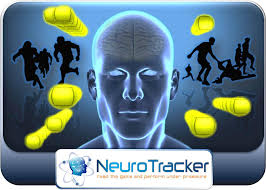 NeuroTracker
read the game and perform under pressure